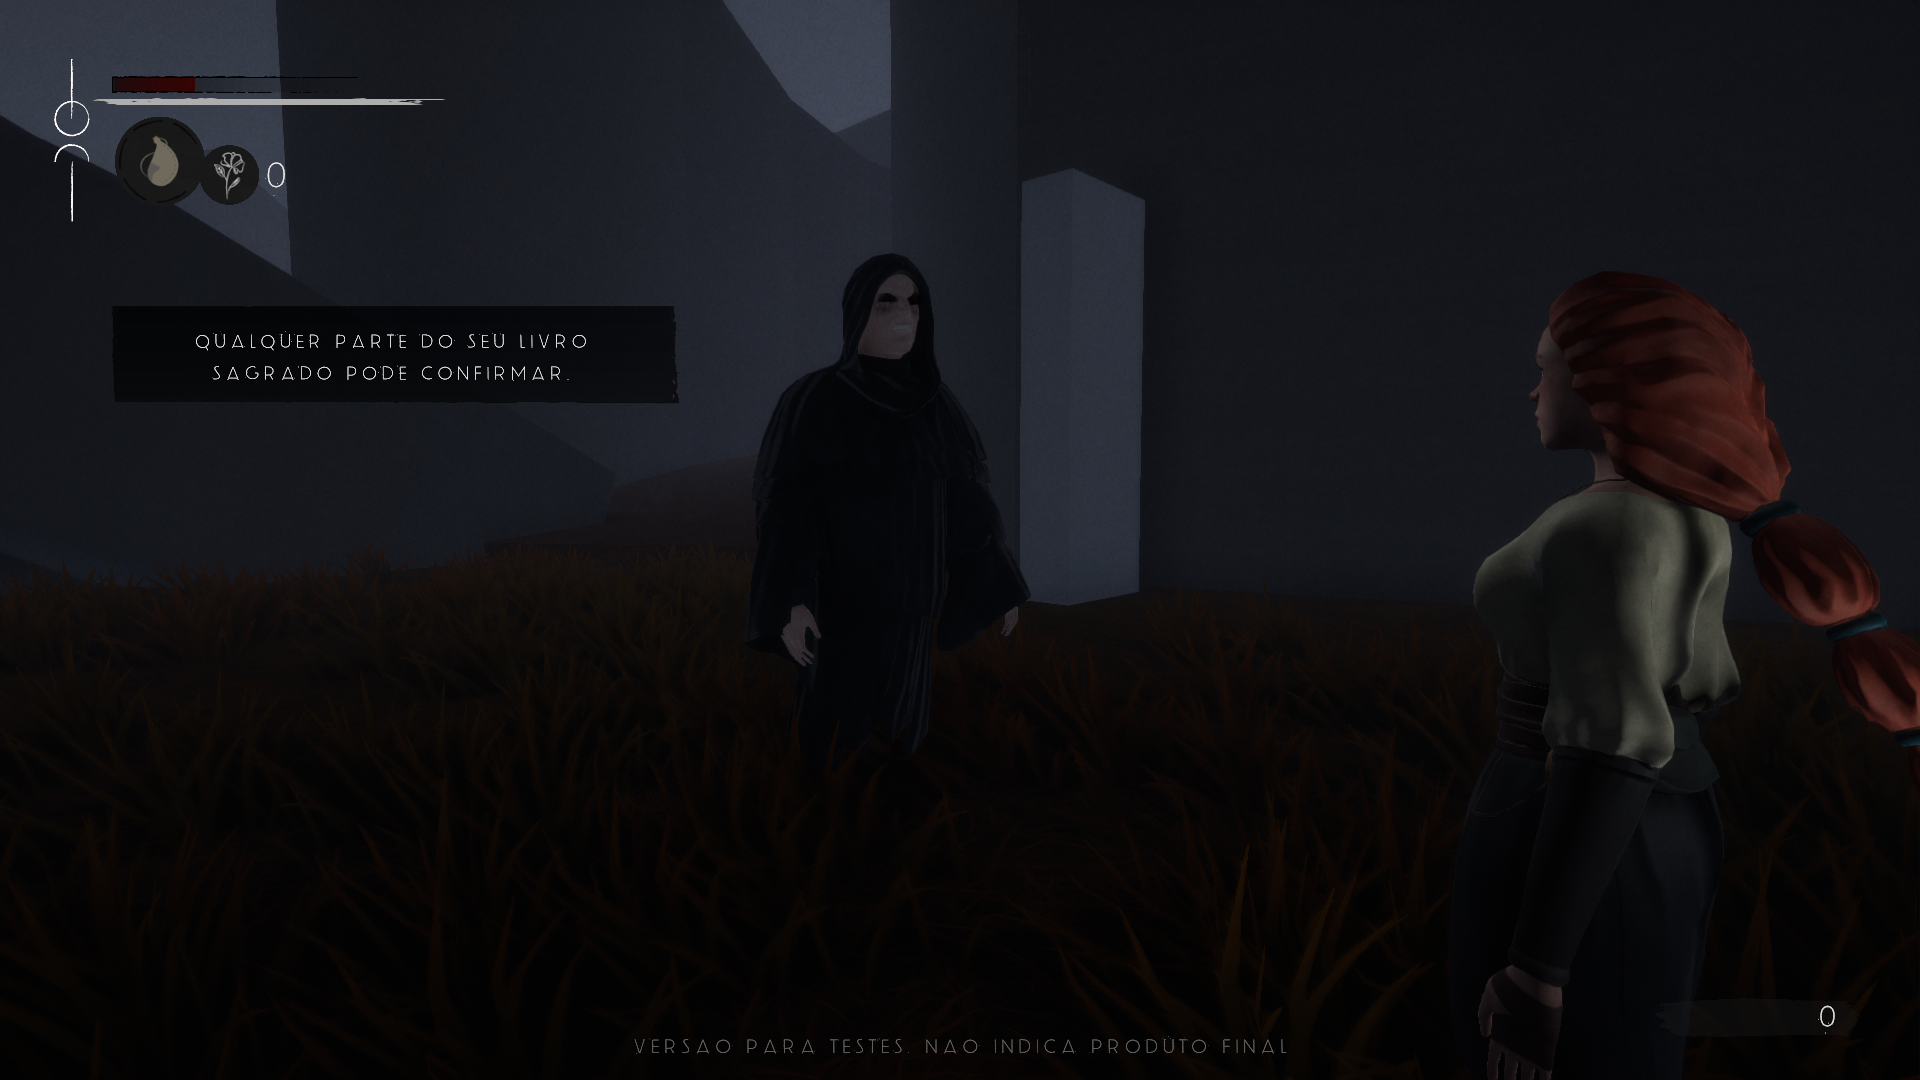 0
QUALQUER PARTE DO SEU LIVRO
SAGRADO PODE CONFIRMAR.
0
VERSAO PARA TESTES. NAO INDICA PRODUTO FINAL